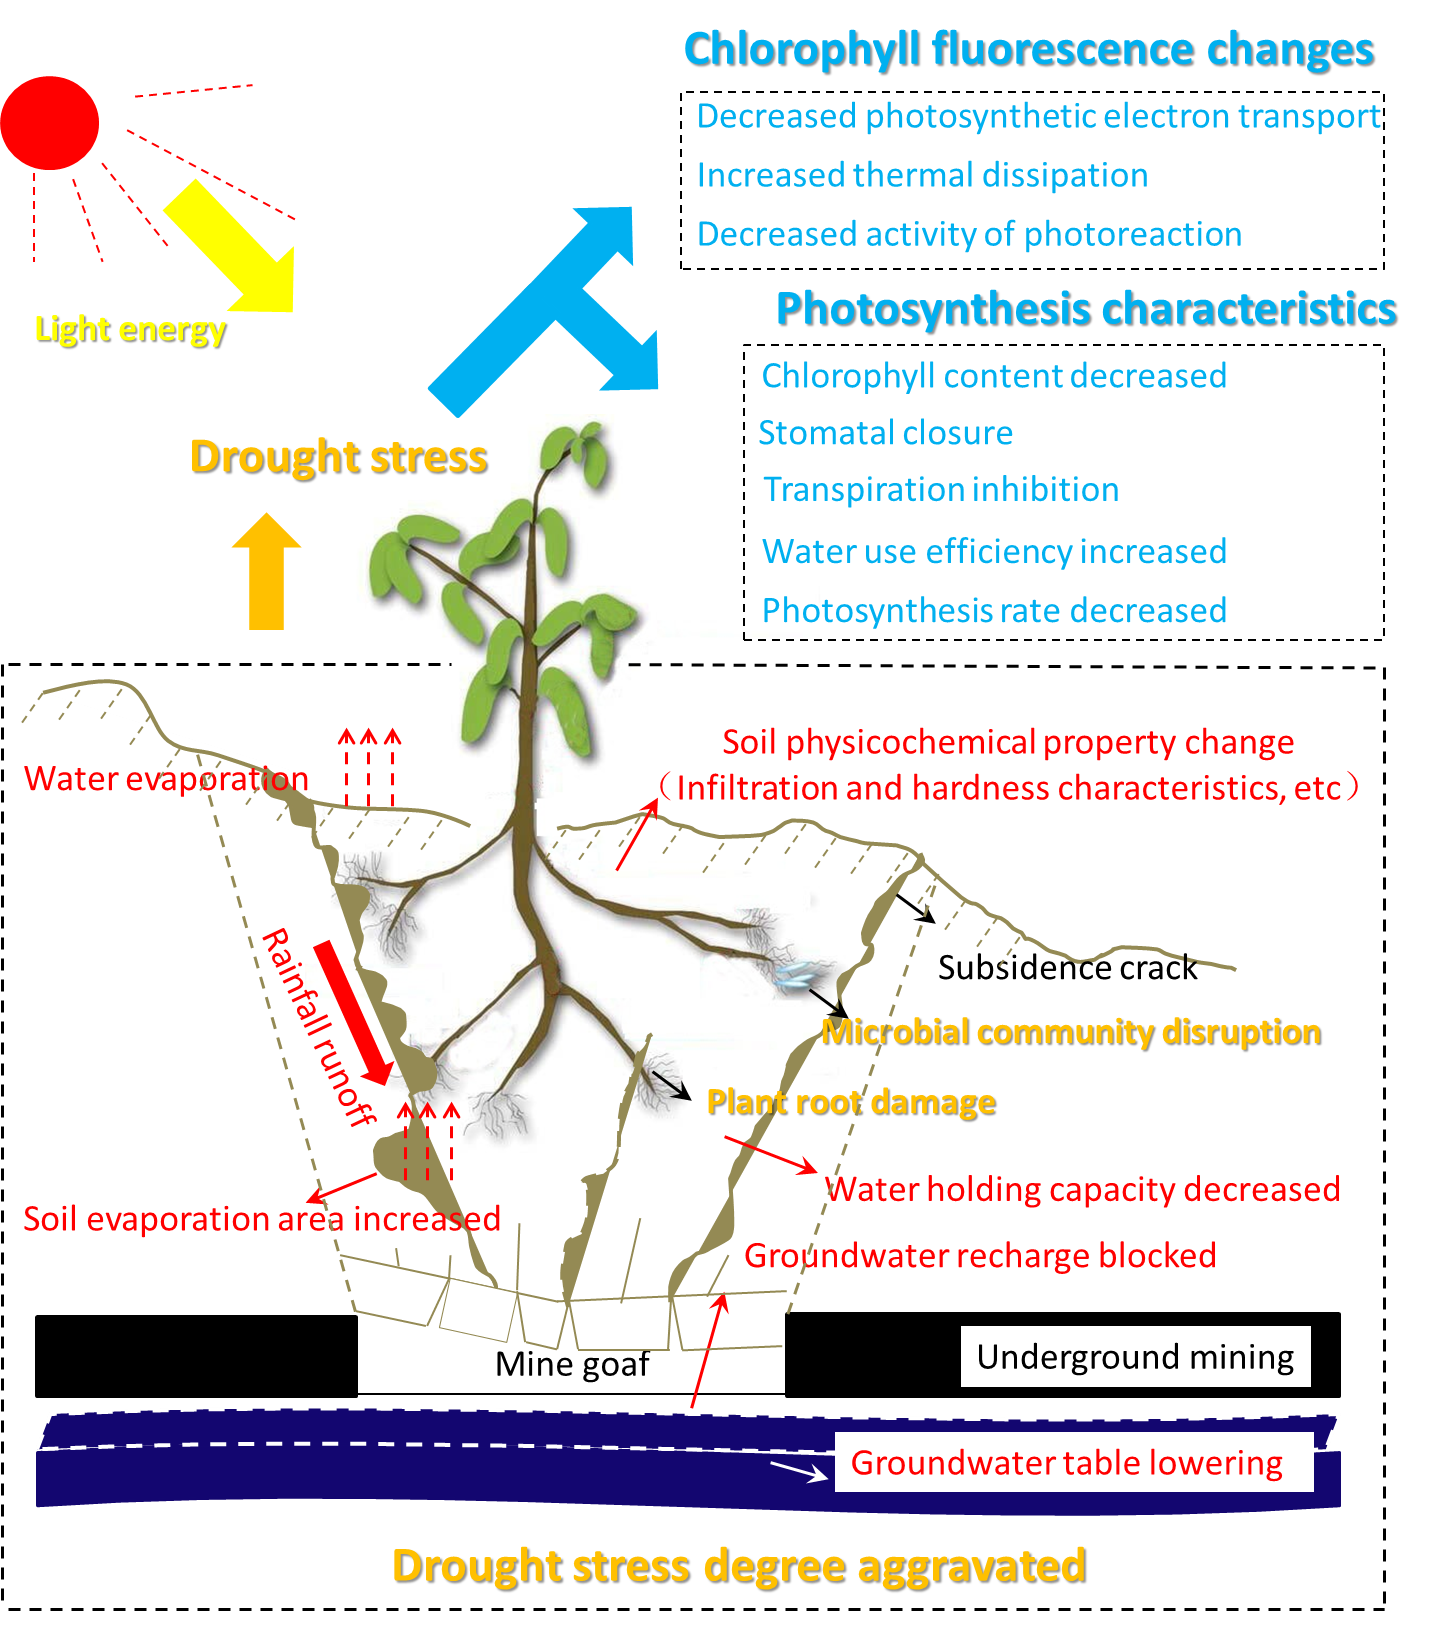 Chlorophyll fluorescence changes
Decreased photosynthetic electron transport
Increased thermal dissipation
Decreased activity of photoreaction
Photosynthesis characteristics
Light energy
Chlorophyll content decreased
Stomatal closure
Drought stress
Transpiration inhibition
Water use efficiency increased
Photosynthesis rate decreased
Soil physicochemical property change
（Infiltration and hardness characteristics, etc）
Water evaporation
Rainfall runoff
Subsidence crack
Microbial community disruption
Plant root damage
Water holding capacity decreased
Soil evaporation area increased
Groundwater recharge blocked
Mine goaf
Underground mining
Groundwater table lowering
Drought stress degree aggravated